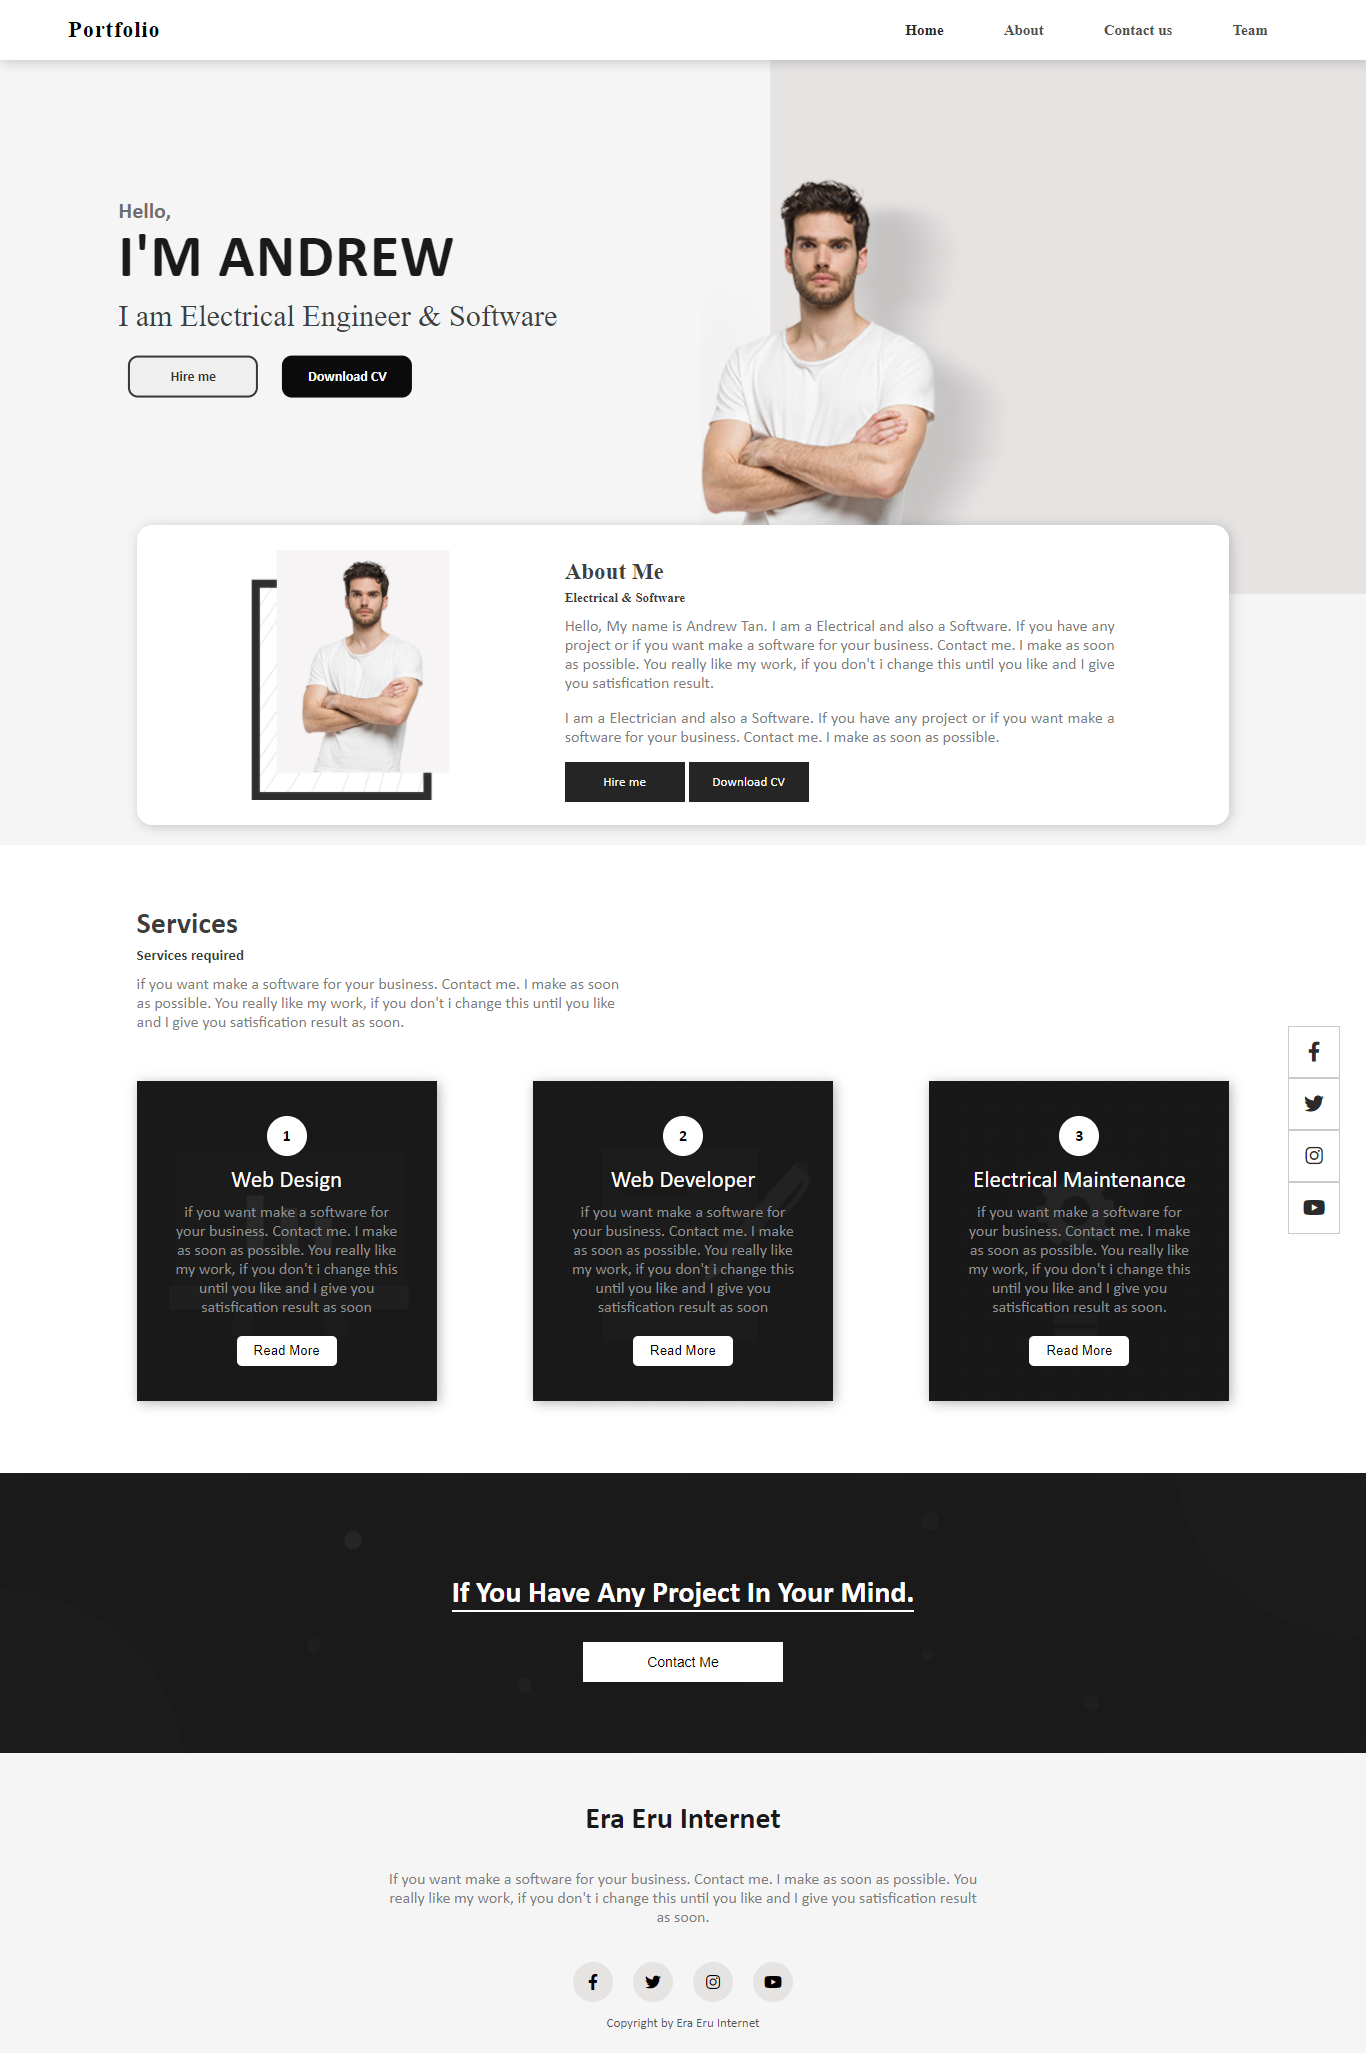 Portfolio
Home
About
Contact us
Team
Hello,
I'M ANDREW
I am Electrical Engineer & Software
Hire me
Download CV
About Me
Electrical & Software
Hello, My name is Andrew Tan. I am a Electrical and also a Software. If you have any
project or if you want make a software for your business. Contact me. I make as soon
as possible. You really like my work, if you don't i change this until you like and I give
you satisfication result.
I am a Electrician and also a Software. If you have any project or if you want make a
software for your business. Contact me. I make as soon as possible.
Hire me
Download CV
Services
Services required
if you want make a software for your business. Contact me. I make as soon
as possible. You really like my work, if you don't i change this until you like
and I give you satisfication result as soon.
1
Web Design
if you want make a software for
your business. Contact me. I make
as soon as possible. You really like
my work, if you don't i change this
until you like and I give you
satisfication result as soon
Read More
2
Web Developer
if you want make a software for
your business. Contact me. I make
as soon as possible. You really like
my work, if you don't i change this
until you like and I give you
satisfication result as soon
Read More
3
Electrical Maintenance
if you want make a software for
your business. Contact me. I make
as soon as possible. You really like
my work, if you don't i change this
until you like and I give you
satisfication result as soon.
Read More
If You Have Any Project In Your Mind.
Contact Me
Era Eru Internet
If you want make a software for your business. Contact me. I make as soon as possible. You
really like my work, if you don't i change this until you like and I give you satisfication result
as soon.
Copyright by Era Eru Internet